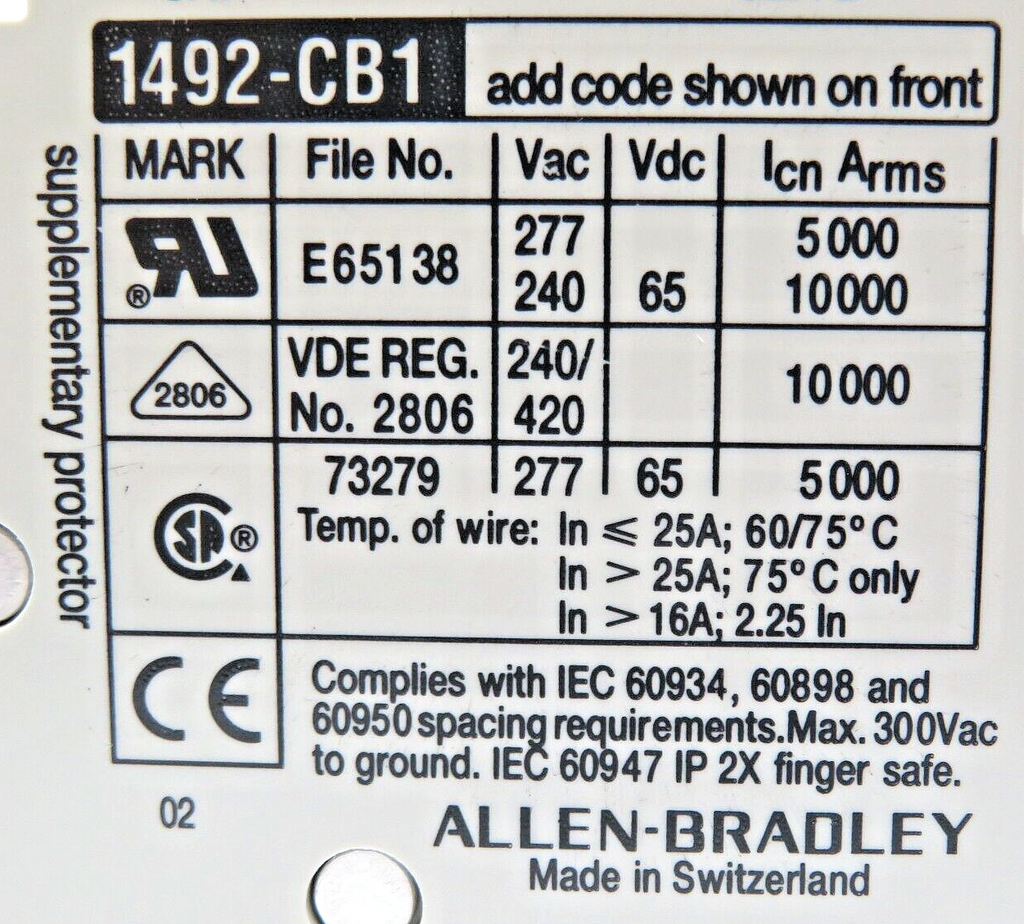 1492-CB1 add code shown on front
supplementary protector
MARK File No. Vac Vdc Icn Arms
RU ® E65138 277 5000
240 65 10000
2806 VDE REG. No. 2806 240/420 10000
73279 277 65 5000
SA ® Temp. of wire: In ≤ 25A; 60/75°C
In > 25A; 75°C only
In > 16A; 2.25 In
CE Complies with IEC 60934, 60898 and
60950 spacing requirements. Max. 300Vac
to ground. IEC 60947 IP 2X finger safe.
02
ALLEN-BRADLEY
Made in Switzerland